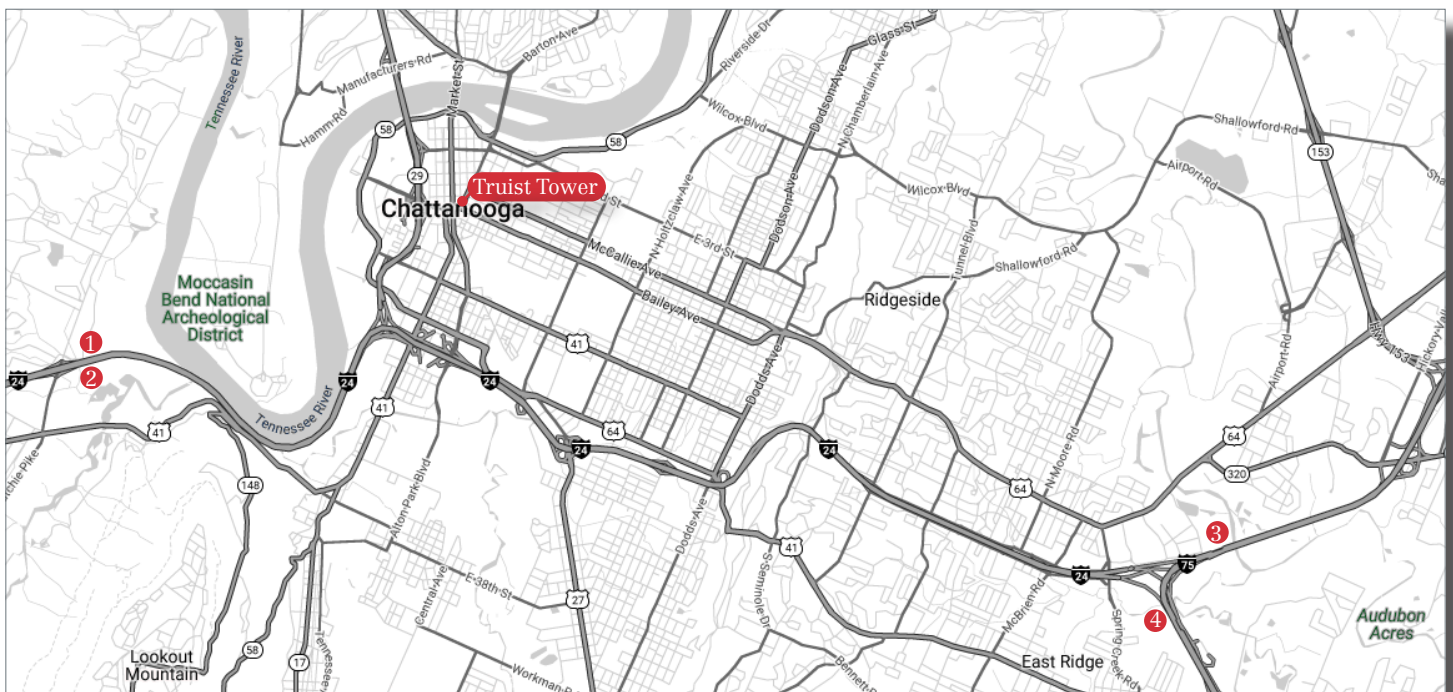 Tennessee River
Manufacturers Rd
Hamm Rd
Market St
Barton Ave
Riverside Dr
Glass St
Dodson Ave
N Chamberlain Ave
Wilcox Blvd
58
58
29
Truist Tower
Chattanooga
E 3rd St
N Holtzclaw Ave
McCallie Ave
Bailey Ave
Dodson Ave
Wilcox Blvd
Tunnel Blvd
Shallowford Rd
Ridgeside
Shallowford Rd
153
Airport Rd
Hwy 153
Airport Rd
Moccasin
Bend National
Archeological
District
1
2
24
24
24
41
41
41
Tennessee River
64
24
Dodds Ave
24
64
N Moore Rd
64
320
148
Alton Park Blvd
Dodds Ave
41
S Seminole Dr
3
75
24
4
McBrien Rd
Spring Creek Rd
Audubon
Acres
E 38th St
Central Ave
27
58
17
Lookout
Mountain
East Ridge